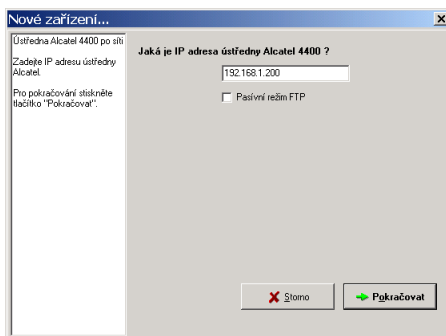 Nové zařízení...
Ústředna Alcatel 4400 po síti
Zadejte IP adresu ústředny
Alcatel.
Pro pokračování stiskněte
tlačítko "Pokračovat".
Jaká je IP adresa ústředny Alcatel 4400 ?
192.168.1.200
Pasívní režim FTP
Storno
Pokračovat